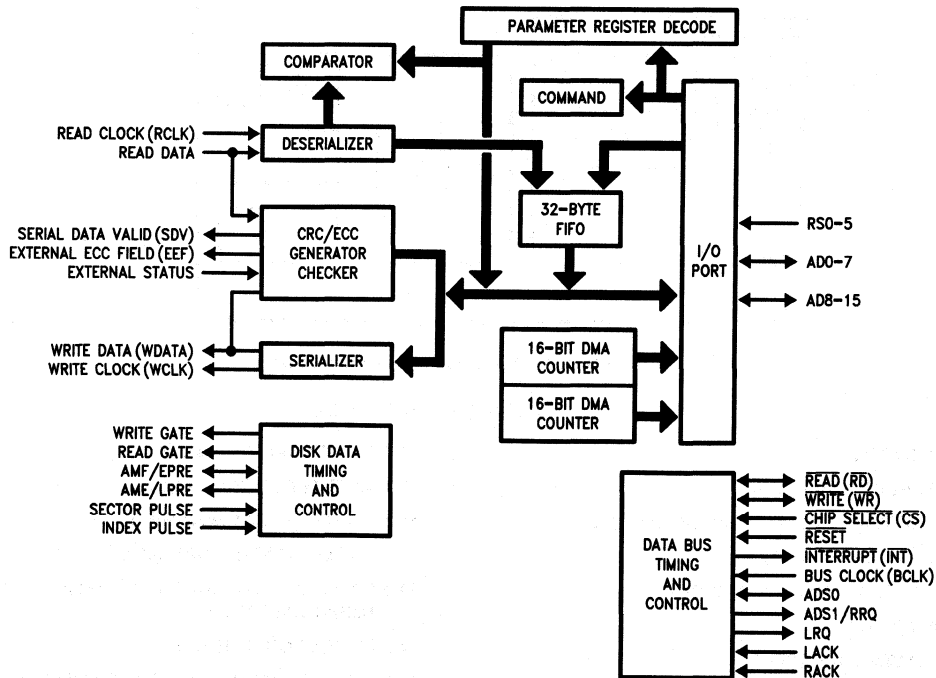 PARAMETER REGISTER DECODE
COMPARATOR
COMMAND
READ CLOCK (RCLK)
READ DATA
DESERIALIZER
32-BYTE
FIFO
I/O
PORT
RS0-5
AD0-7
AD8-15
SERIAL DATA VALID (SDV)
EXTERNAL ECC FIELD (EEF)
EXTERNAL STATUS
CRC/ECC
GENERATOR
CHECKER
WRITE DATA (WDATA)
WRITE CLOCK (WCLK)
SERIALIZER
16-BIT DMA
COUNTER
16-BIT DMA
COUNTER
WRITE GATE
READ GATE
AMF/EPRE
AME/LPRE
SECTOR PULSE
INDEX PULSE
DISK DATA
TIMING
AND
CONTROL
DATA BUS
TIMING
AND
CONTROL
READ (RD)
WRITE (WR)
CHIP SELECT (CS)
RESET
INTERRUPT (INT)
BUS CLOCK (BCLK)
ADS0
ADS1/RRQ
LRQ
LACK
RACK